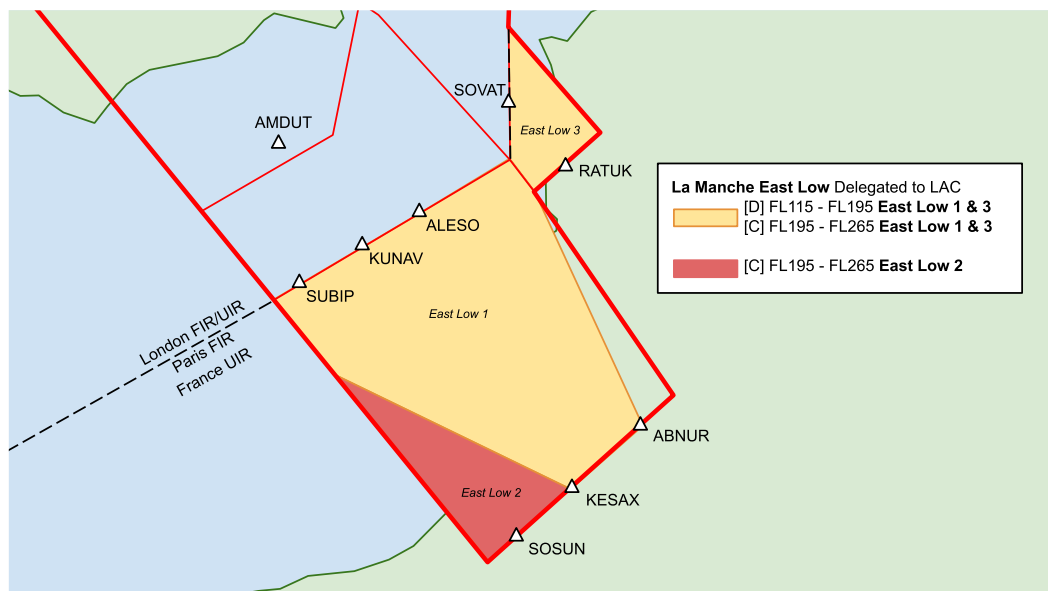 SOVAT
AMDUT
East Low 3
RATUK
La Manche East Low Delegated to LAC
[D] FL115 - FL195 East Low 1 & 3
[C] FL195 - FL265 East Low 1 & 3
[C] FL195 - FL265 East Low 2
ALESO
KUNAV
SUBIP
East Low 1
London FIR/UIR
Paris FIR
France UIR
ABNUR
East Low 2
KESAX
SOSUN